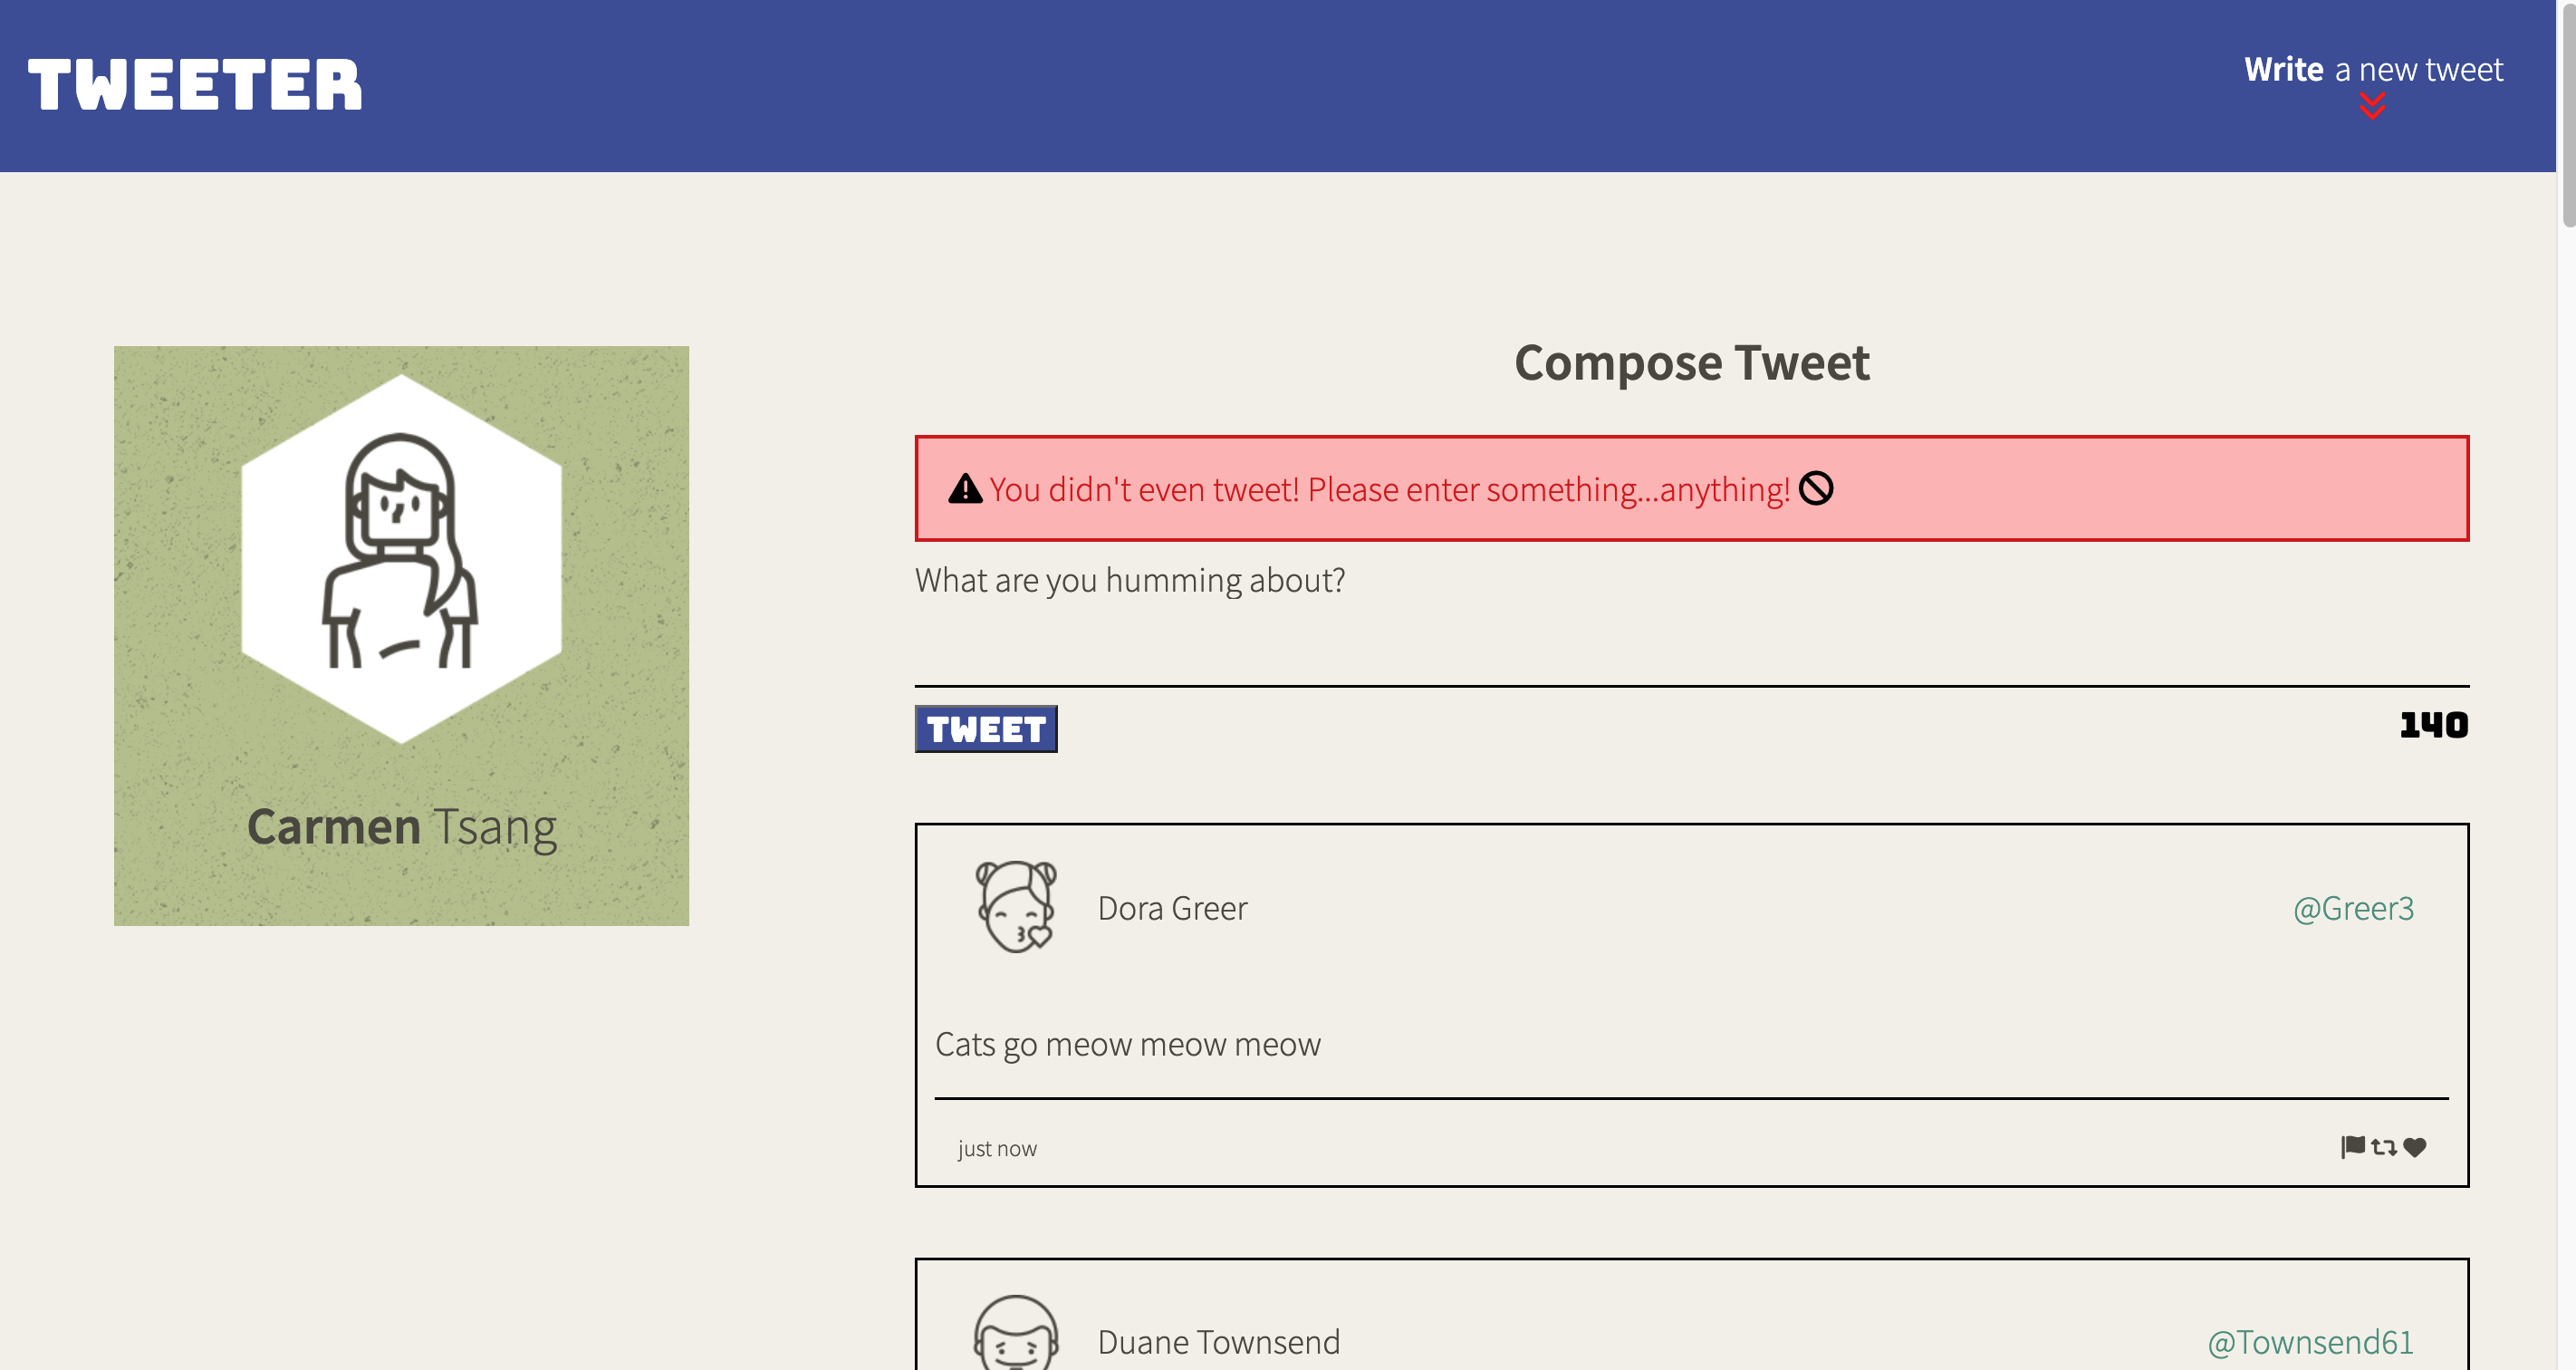 TWEETER
Write a new tweet
Carmen Tsang
Compose Tweet
You didn't even tweet! Please enter something...anything!
What are you humming about?
TWEET
140
Dora Greer
@Greer3
Cats go meow meow meow
just now
Duane Townsend
@Townsend61